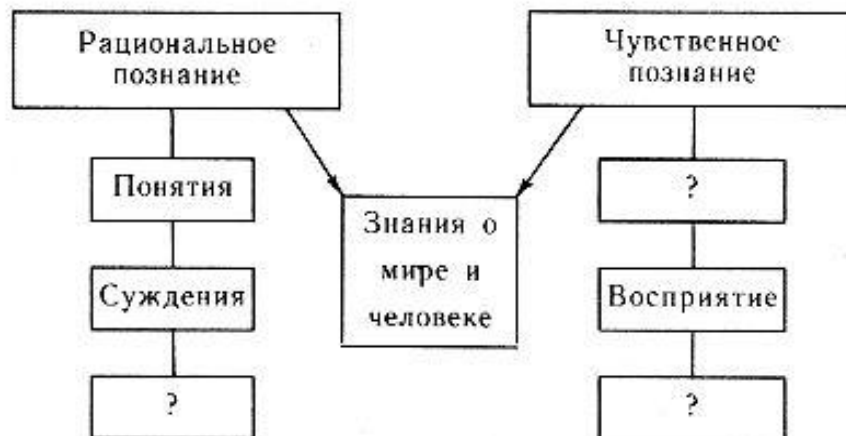 Рациональное
познание
Чувственное
познание
Понятия
?
Знания о
мире и
человеке
Суждения
Восприятие
?
?